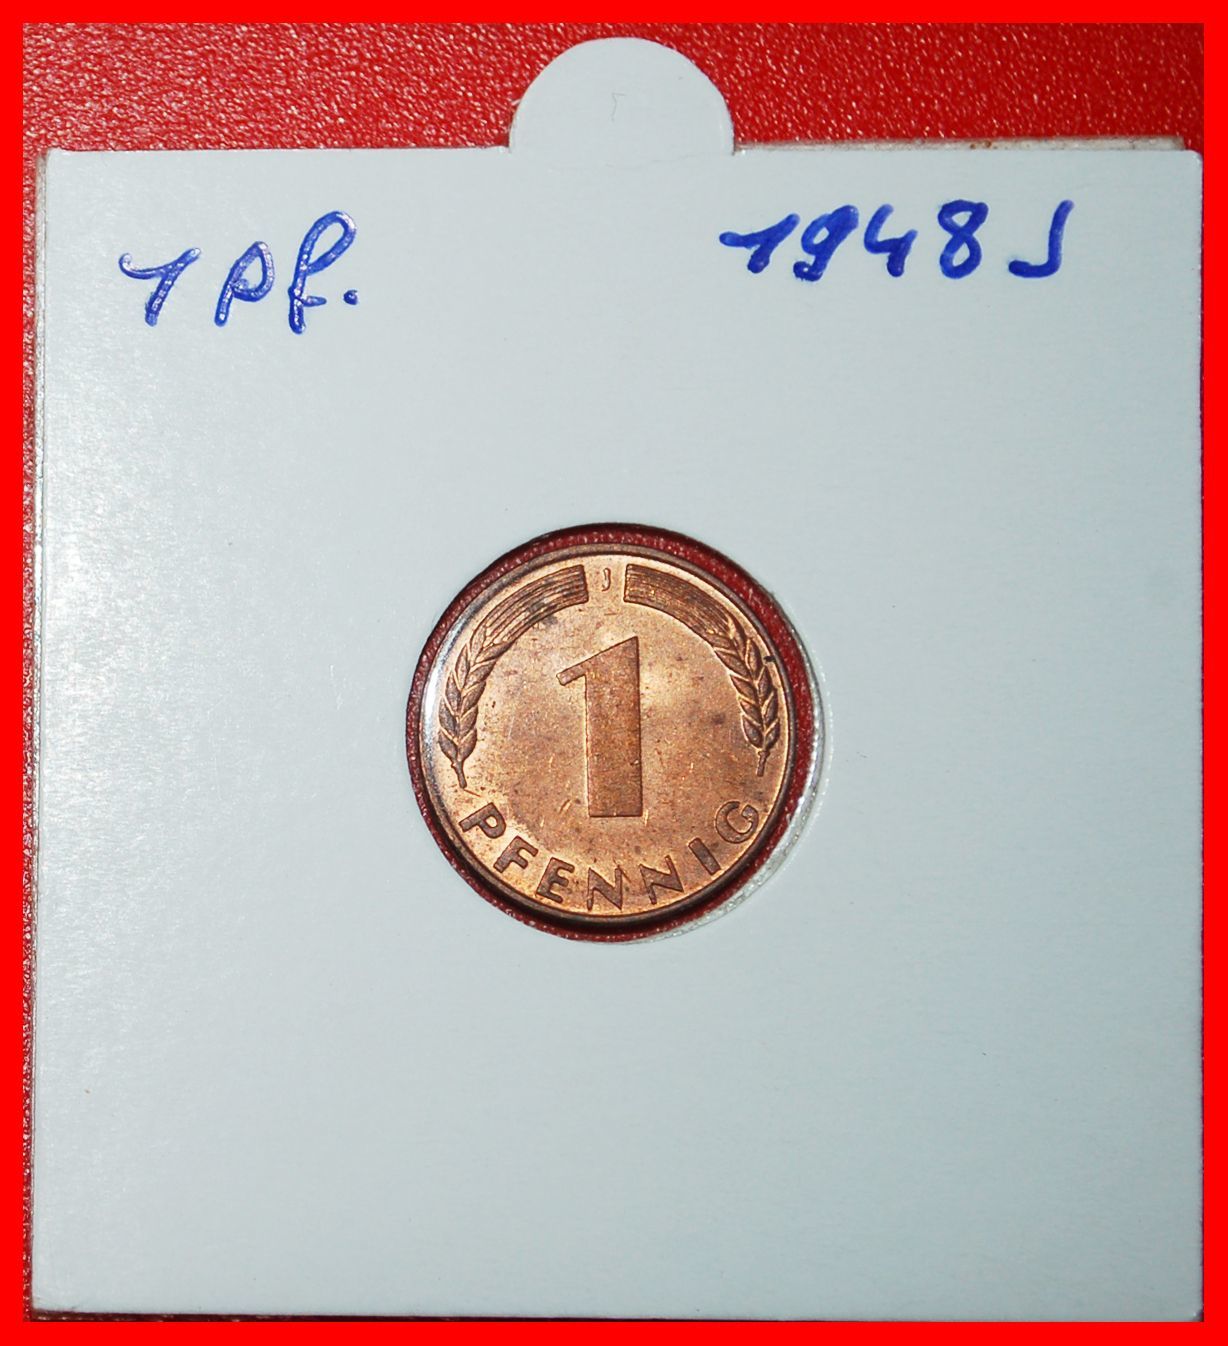 1 Pf. 1948 J
J
1
PFENNIG